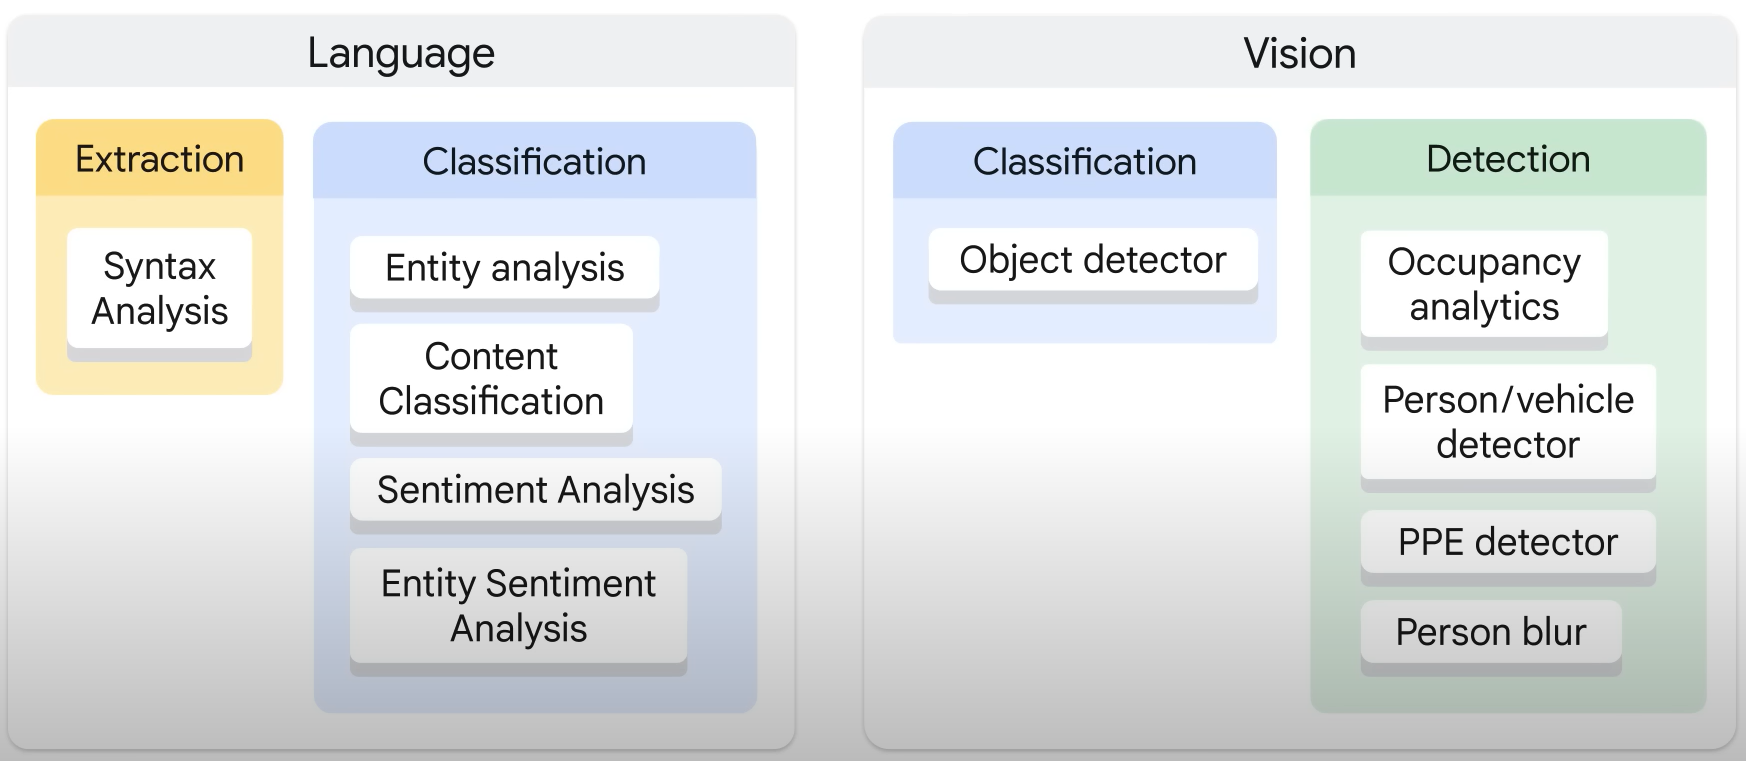 Language
Extraction
Syntax
Analysis
Classification
Entity analysis
Content
Classification
Sentiment Analysis
Entity Sentiment
Analysis
Vision
Classification
Object detector
Detection
Occupancy
analytics
Person/vehicle
detector
PPE detector
Person blur